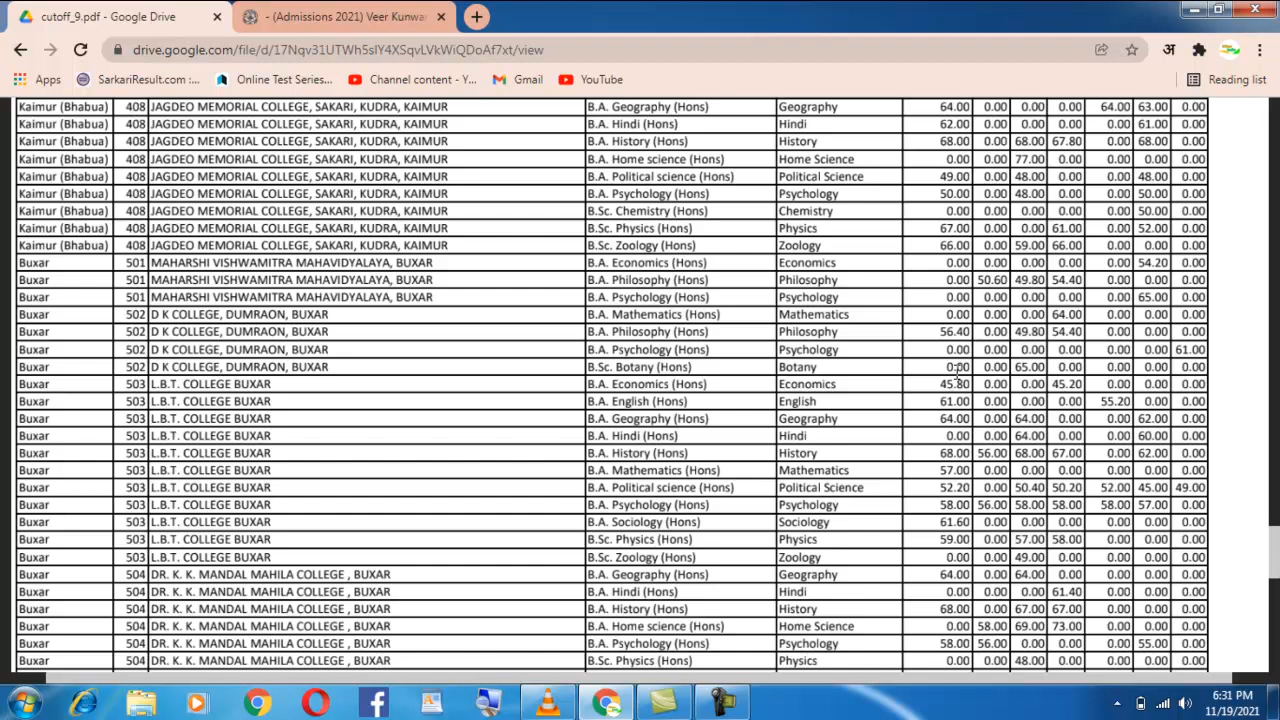 cutoff_9.pdf - Google Drive
- (Admissions 2021) Veer Kunwa
drive.google.com/file/d/17Nqv31UTWh5sIY4XSqvLVkWiQDoAf7xt/view
अ
Apps SarkariResult.com :... Online Test Series... Channel content - Y... Gmail YouTube Reading list
Kaimur (Bhabua) 408 JAGDEO MEMORIAL COLLEGE, SAKARI, KUDRA, KAIMUR B.A. Geography (Hons) Geography 64.00 0.00 0.00 0.00 64.00 63.00 0.00
Kaimur (Bhabua) 408 JAGDEO MEMORIAL COLLEGE, SAKARI, KUDRA, KAIMUR B.A. Hindi (Hons) Hindi 62.00 0.00 0.00 0.00 0.00 61.00 0.00
Kaimur (Bhabua) 408 JAGDEO MEMORIAL COLLEGE, SAKARI, KUDRA, KAIMUR B.A. History (Hons) History 68.00 0.00 68.00 67.80 0.00 68.00 0.00
Kaimur (Bhabua) 408 JAGDEO MEMORIAL COLLEGE, SAKARI, KUDRA, KAIMUR B.A. Home science (Hons) Home Science 0.00 0.00 77.00 0.00 0.00 0.00 0.00
Kaimur (Bhabua) 408 JAGDEO MEMORIAL COLLEGE, SAKARI, KUDRA, KAIMUR B.A. Political science (Hons) Political Science 49.00 0.00 48.00 0.00 0.00 48.00 0.00
Kaimur (Bhabua) 408 JAGDEO MEMORIAL COLLEGE, SAKARI, KUDRA, KAIMUR B.A. Psychology (Hons) Psychology 50.00 0.00 48.00 0.00 0.00 50.00 0.00
Kaimur (Bhabua) 408 JAGDEO MEMORIAL COLLEGE, SAKARI, KUDRA, KAIMUR B.Sc. Chemistry (Hons) Chemistry 0.00 0.00 0.00 0.00 0.00 50.00 0.00
Kaimur (Bhabua) 408 JAGDEO MEMORIAL COLLEGE, SAKARI, KUDRA, KAIMUR B.Sc. Physics (Hons) Physics 67.00 0.00 0.00 61.00 0.00 52.00 0.00
Kaimur (Bhabua) 408 JAGDEO MEMORIAL COLLEGE, SAKARI, KUDRA, KAIMUR B.Sc. Zoology (Hons) Zoology 66.00 0.00 59.00 66.00 0.00 0.00 0.00
Buxar 501 MAHARSHI VISHWAMITRA MAHAVIDYALAYA, BUXAR B.A. Economics (Hons) Economics 0.00 0.00 0.00 0.00 0.00 54.20 0.00
Buxar 501 MAHARSHI VISHWAMITRA MAHAVIDYALAYA, BUXAR B.A. Philosophy (Hons) Philosophy 0.00 50.60 49.80 54.40 0.00 0.00 0.00
Buxar 501 MAHARSHI VISHWAMITRA MAHAVIDYALAYA, BUXAR B.A. Psychology (Hons) Psychology 0.00 0.00 0.00 0.00 0.00 65.00 0.00
Buxar 502 D K COLLEGE, DUMRAON, BUXAR B.A. Mathematics (Hons) Mathematics 0.00 0.00 0.00 64.00 0.00 0.00 0.00
Buxar 502 D K COLLEGE, DUMRAON, BUXAR B.A. Philosophy (Hons) Philosophy 56.40 0.00 49.80 54.40 0.00 0.00 0.00
Buxar 502 D K COLLEGE, DUMRAON, BUXAR B.A. Psychology (Hons) Psychology 0.00 0.00 0.00 0.00 0.00 0.00 61.00
Buxar 502 D K COLLEGE, DUMRAON, BUXAR B.Sc. Botany (Hons) Botany 0.00 0.00 65.00 0.00 0.00 0.00 0.00
Buxar 503 L.B.T. COLLEGE BUXAR B.A. Economics (Hons) Economics 45.80 0.00 0.00 45.20 0.00 0.00 0.00
Buxar 503 L.B.T. COLLEGE BUXAR B.A. English (Hons) English 61.00 0.00 0.00 0.00 55.20 0.00 0.00
Buxar 503 L.B.T. COLLEGE BUXAR B.A. Geography (Hons) Geography 64.00 0.00 64.00 0.00 0.00 62.00 0.00
Buxar 503 L.B.T. COLLEGE BUXAR B.A. Hindi (Hons) Hindi 0.00 0.00 64.00 0.00 0.00 60.00 0.00
Buxar 503 L.B.T. COLLEGE BUXAR B.A. History (Hons) History 68.00 56.00 68.00 67.00 0.00 62.00 0.00
Buxar 503 L.B.T. COLLEGE BUXAR B.A. Mathematics (Hons) Mathematics 57.00 0.00 0.00 0.00 0.00 0.00 0.00
Buxar 503 L.B.T. COLLEGE BUXAR B.A. Political science (Hons) Political Science 52.20 0.00 50.40 50.20 52.00 45.00 49.00
Buxar 503 L.B.T. COLLEGE BUXAR B.A. Psychology (Hons) Psychology 58.00 56.00 58.00 58.00 58.00 57.00 0.00
Buxar 503 L.B.T. COLLEGE BUXAR B.A. Sociology (Hons) Sociology 61.60 0.00 0.00 0.00 0.00 0.00 0.00
Buxar 503 L.B.T. COLLEGE BUXAR B.Sc. Physics (Hons) Physics 59.00 0.00 57.00 58.00 0.00 0.00 0.00
Buxar 503 L.B.T. COLLEGE BUXAR B.Sc. Zoology (Hons) Zoology 0.00 0.00 49.00 0.00 0.00 0.00 0.00
Buxar 504 DR. K. K. MANDAL MAHILA COLLEGE , BUXAR B.A. Geography (Hons) Geography 64.00 0.00 64.00 0.00 0.00 0.00 0.00
Buxar 504 DR. K. K. MANDAL MAHILA COLLEGE , BUXAR B.A. Hindi (Hons) Hindi 0.00 0.00 0.00 61.40 0.00 0.00 0.00
Buxar 504 DR. K. K. MANDAL MAHILA COLLEGE , BUXAR B.A. History (Hons) History 68.00 0.00 67.00 67.00 0.00 0.00 0.00
Buxar 504 DR. K. K. MANDAL MAHILA COLLEGE , BUXAR B.A. Home science (Hons) Home Science 0.00 58.00 69.00 73.00 0.00 0.00 0.00
Buxar 504 DR. K. K. MANDAL MAHILA COLLEGE , BUXAR B.A. Psychology (Hons) Psychology 58.00 56.00 0.00 0.00 0.00 55.00 0.00
Buxar 504 DR. K. K. MANDAL MAHILA COLLEGE , BUXAR B.Sc. Physics (Hons) Physics 0.00 0.00 48.00 0.00 0.00 0.00 0.00
6:31 PM
11/19/2021